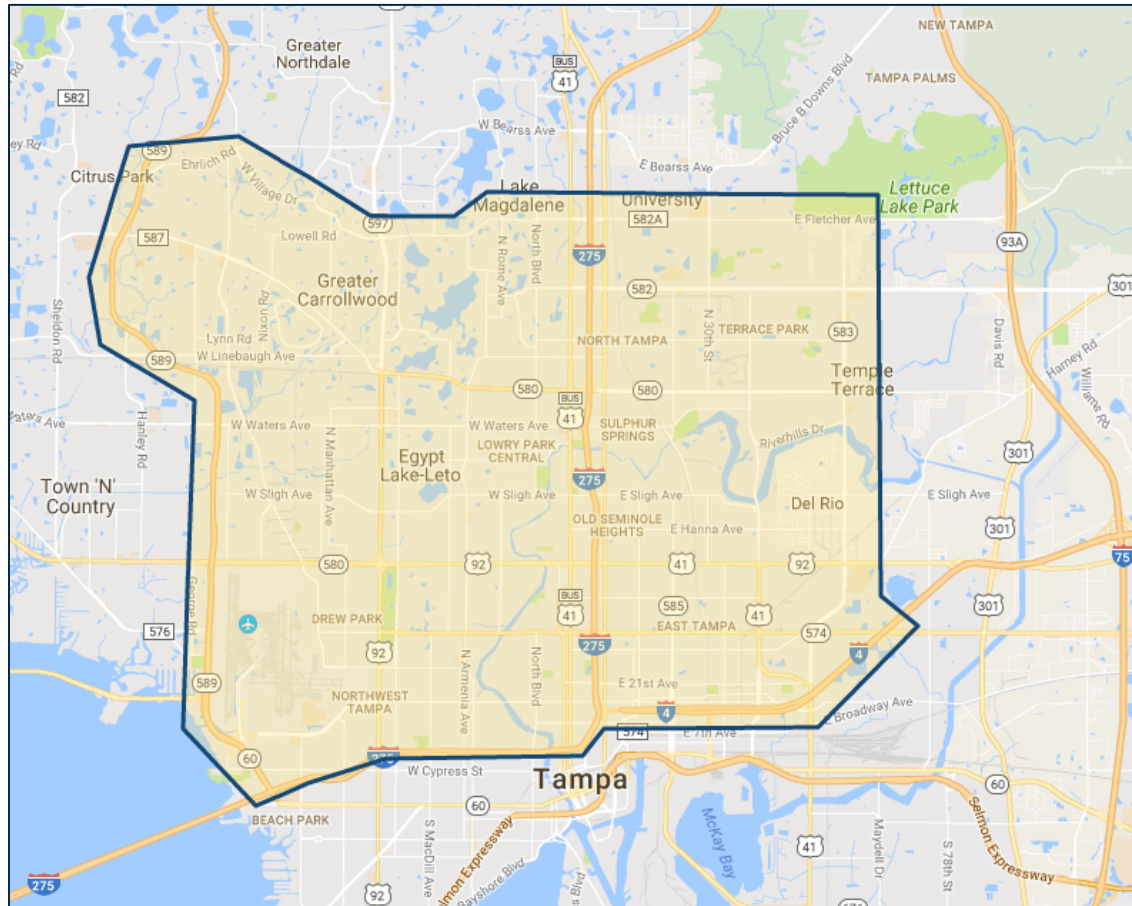 NEW TAMPA
Greater
Northdale
BUS
41
TAMPA PALMS
582
Bruce B Downs Blvd
W Bearss Ave
E Bearss Ave
589
Ehrlich Rd
Citrus Park
W Village Dr
Lake
Magdalene
University
Lettuce
Lake Park
597
582A
E Fletcher Ave
587
Lowell Rd
N Rome Ave
North Blvd
275
93A
Greater
Carrollwood
582
301
Sheldon Rd
Nixon Rd
N 30th St
TERRACE PARK
583
Davis Rd
Lynn Rd
NORTH TAMPA
Harney Rd
W Linebaugh Ave
589
Temple
Terrace
Williams Rd
580
580
BUS
41
Hanley Rd
W Waters Ave
W Waters Ave
SULPHUR
SPRINGS
Riverhills Dr
N Manhattan Ave
LOWRY PARK
CENTRAL
301
Egypt
Lake-Leto
275
Town 'N'
Country
W Sligh Ave
W Sligh Ave
E Sligh Ave
E Sligh Ave
Del Rio
OLD SEMINOLE
HEIGHTS
E Hanna Ave
301
580
92
41
92
75
George Rd
BUS
41
585
41
301
DREW PARK
EAST TAMPA
574
576
275
92
4
N Armenia Ave
North Blvd
589
NORTHWEST
TAMPA
E 21st Ave
4
E Broadway Ave
574
E 7th Ave
60
275
W Cypress St
Tampa
60
60
BEACH PARK
S MacDill Ave
Selmon Expressway
McKay
Bay
41
Maydell Dr
S 78th St
Selmon Expressway
275
92
Bayshore Blvd